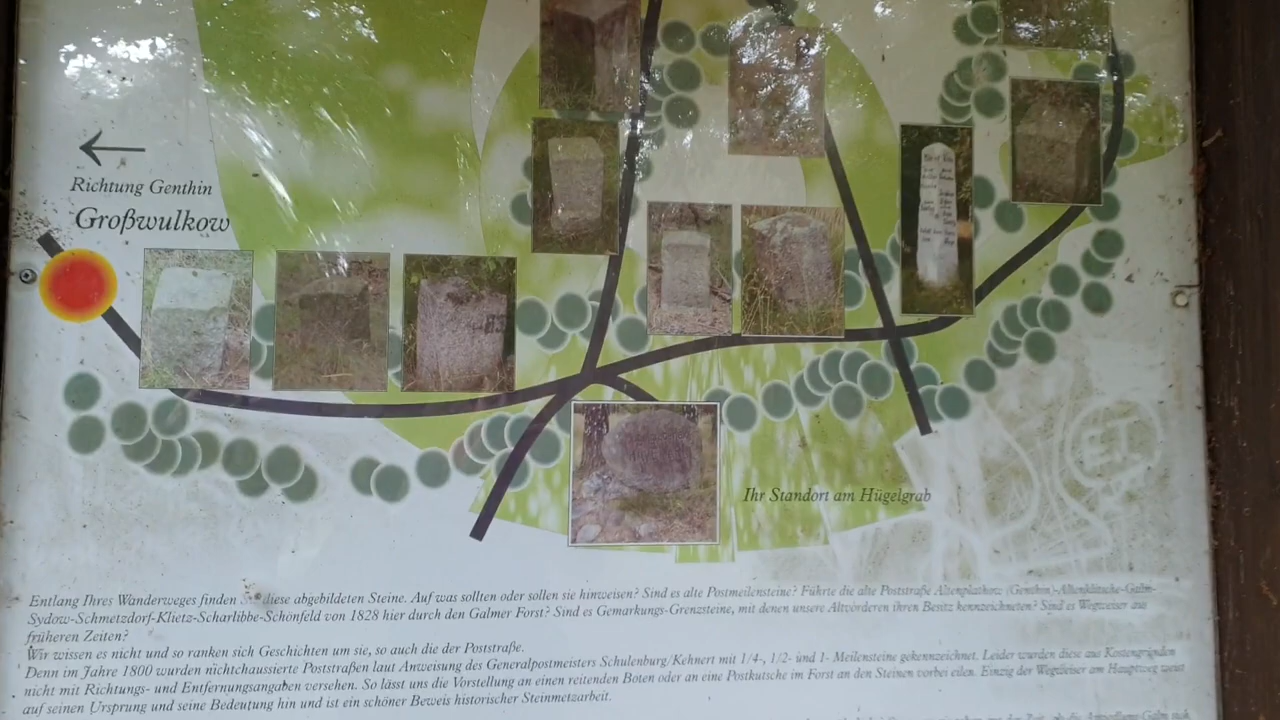 Richtung Genthin
Großwulkow
Ihr Standort am Hügelgrab
Entlang Ihres Wanderweges finden diese abgebildeten Steine. Auf was sollten oder sollen sie hinweisen? Sind es alte Postmeilensteine? Führte die alte Poststraße Altenplathow (Genthin)-Altenklitsche-Galm-
Sydow-Schmetzdorf-Klietz-Scharlibbe-Schönfeld von 1828 hier durch den Galmer Forst? Sind es Gemarkungs-Grenzsteine, mit denen unsere Altvorderen ihren Besitz kennzeichneten? Sind es Wegweiser aus
früheren Zeiten?
Wir wissen es nicht und so ranken sich Geschichten um sie, so auch die der Poststraße.
Denn im Jahre 1800 wurden nichtchaussierte Poststraßen laut Anweisung des Generalpostmeisters Schulenburg/Kehnert mit 1/4-, 1/2- und 1- Meilensteine gekennzeichnet. Leider wurden diese aus Kostengründen
nicht mit Richtungs- und Entfernungsangaben versehen. So lässt uns die Vorstellung an einen reitenden Boten oder an eine Postkutsche im Forst an den Steinen vorbei eilen. Einzig der Wegweiser am Hauptweg weist
auf seinen Ursprung und seine Bedeutung hin und ist ein schöner Beweis historischer Steinmetzarbeit.